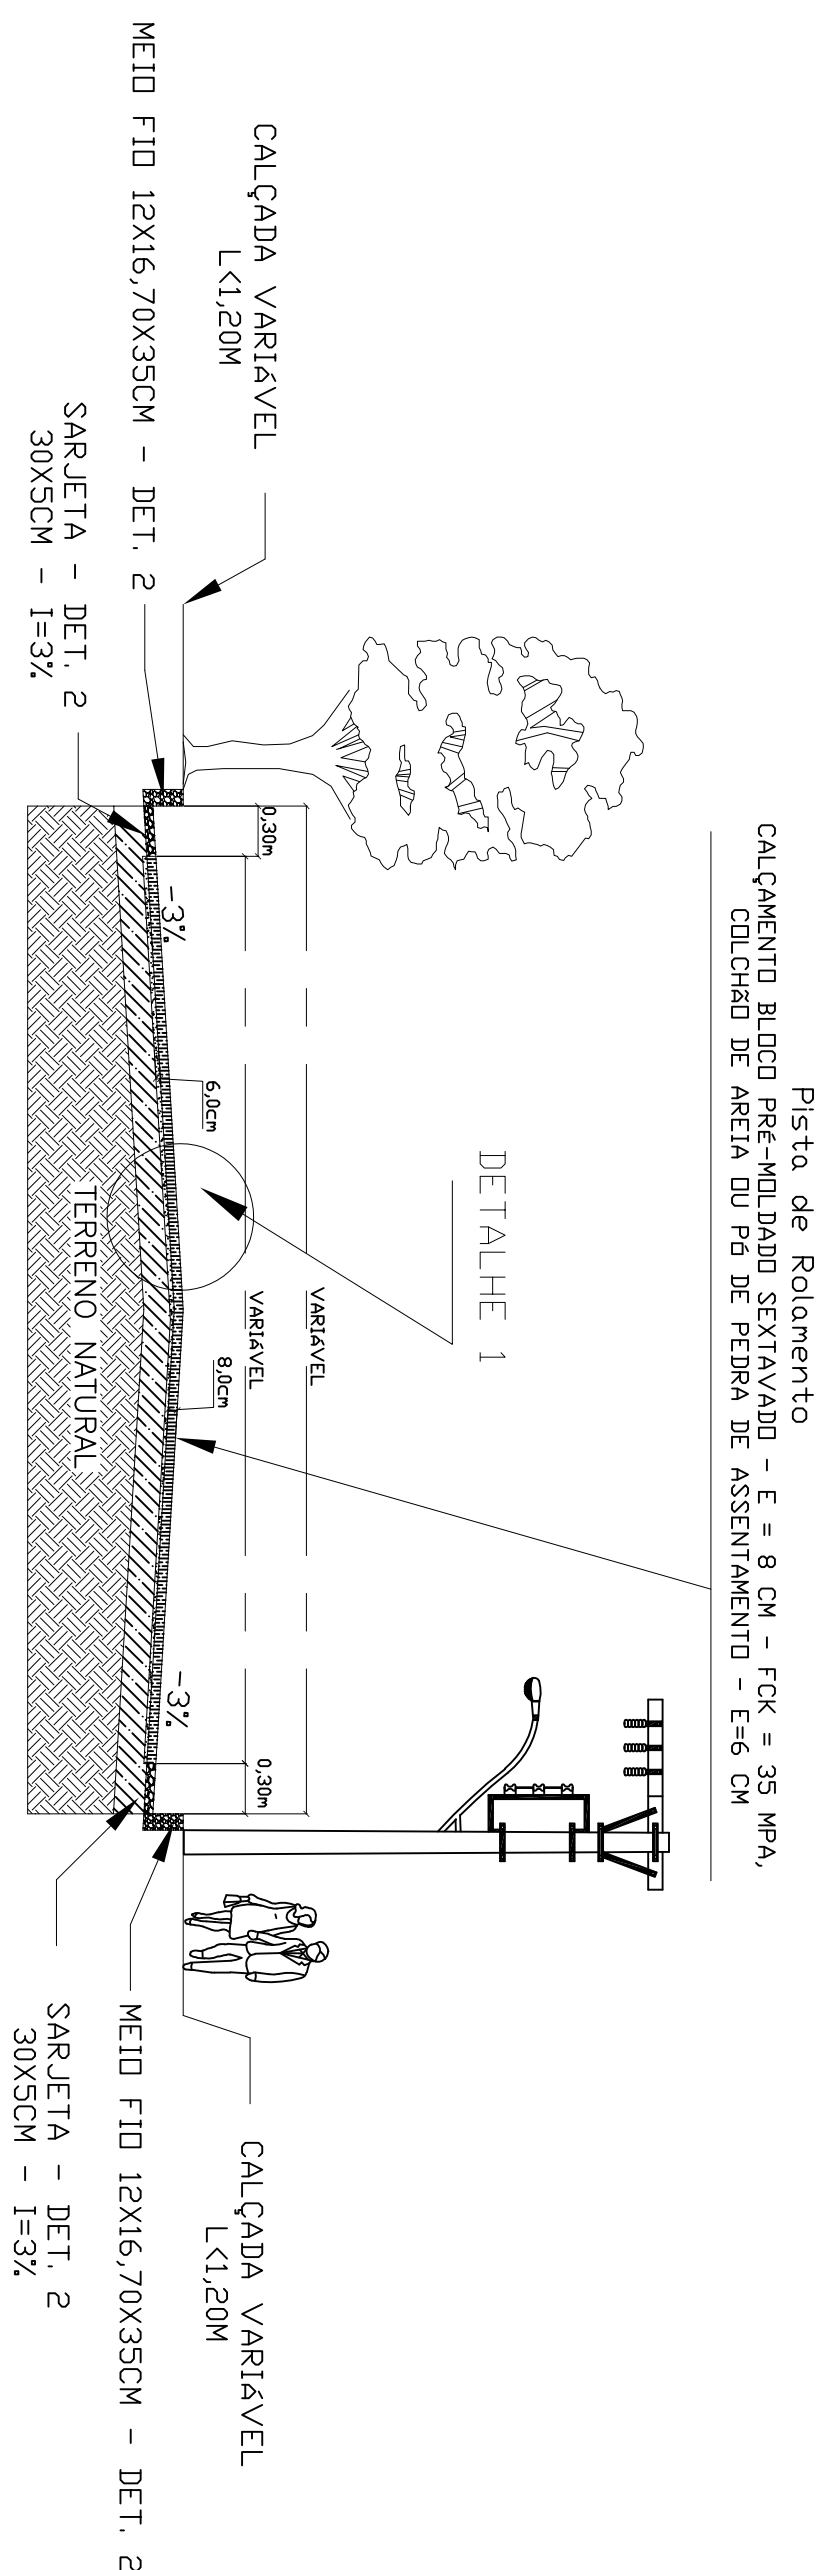 Pista de Rolamento
CALÇAMENTO BLOCO PRÉ-MOLDADO SEXTAVADO - E = 8 CM - FCK = 35 MPA,
COLCHÃO DE AREIA OU PÓ DE PEDRA DE ASSENTAMENTO - E=6 CM
DETALHE 1
CALÇADA VARIÁVEL
L<1,20M
MEIO FIO 12X16,70X35CM - DET. 2
SARJETA - DET. 2
30X5CM - I=3%
0,30m
-3%
6,0cm
VARIÁVEL
VARIÁVEL
8,0cm
-3%
0,30m
TERRENO NATURAL
CALÇADA VARIÁVEL
L<1,20M
MEIO FIO 12X16,70X35CM - DET. 2
SARJETA - DET. 2
30X5CM - I=3%